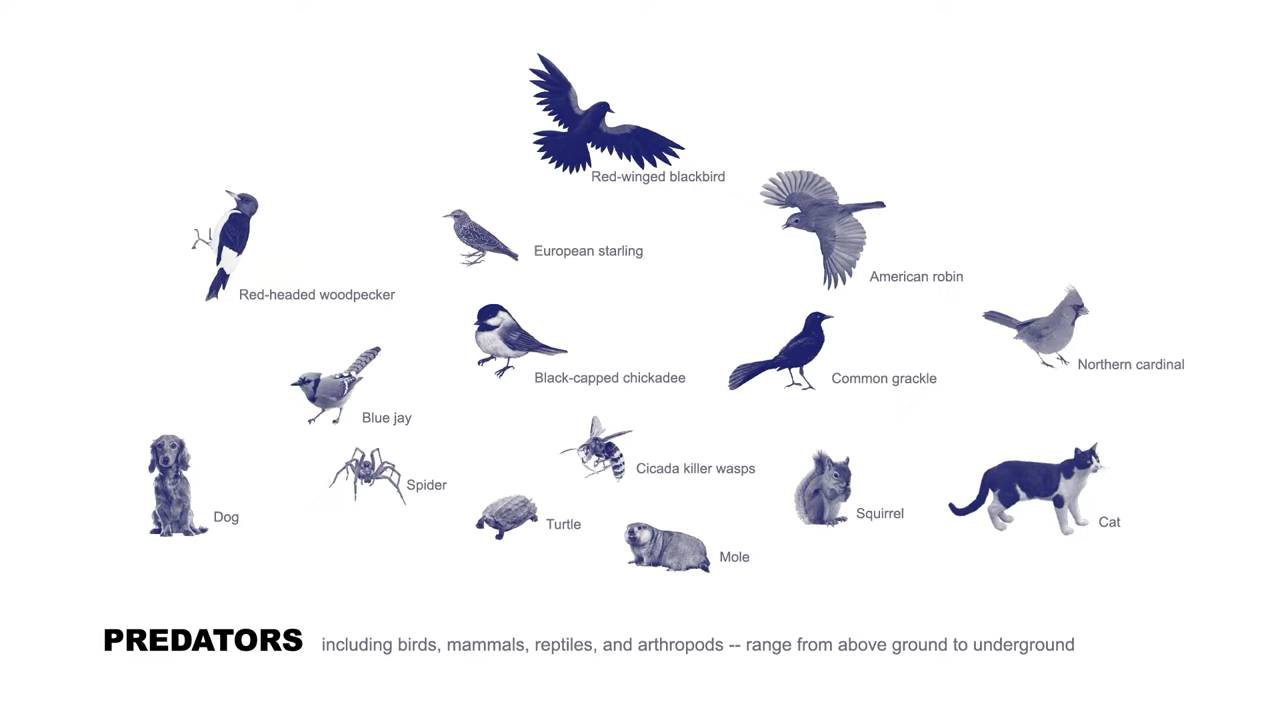 Red-winged blackbird
European starling
American robin
Red-headed woodpecker
Northern cardinal
Black-capped chickadee
Common grackle
Blue jay
Cicada killer wasps
Spider
Squirrel
Dog
Turtle
Cat
Mole
PREDATORS including birds, mammals, reptiles, and arthropods -- range from above ground to underground